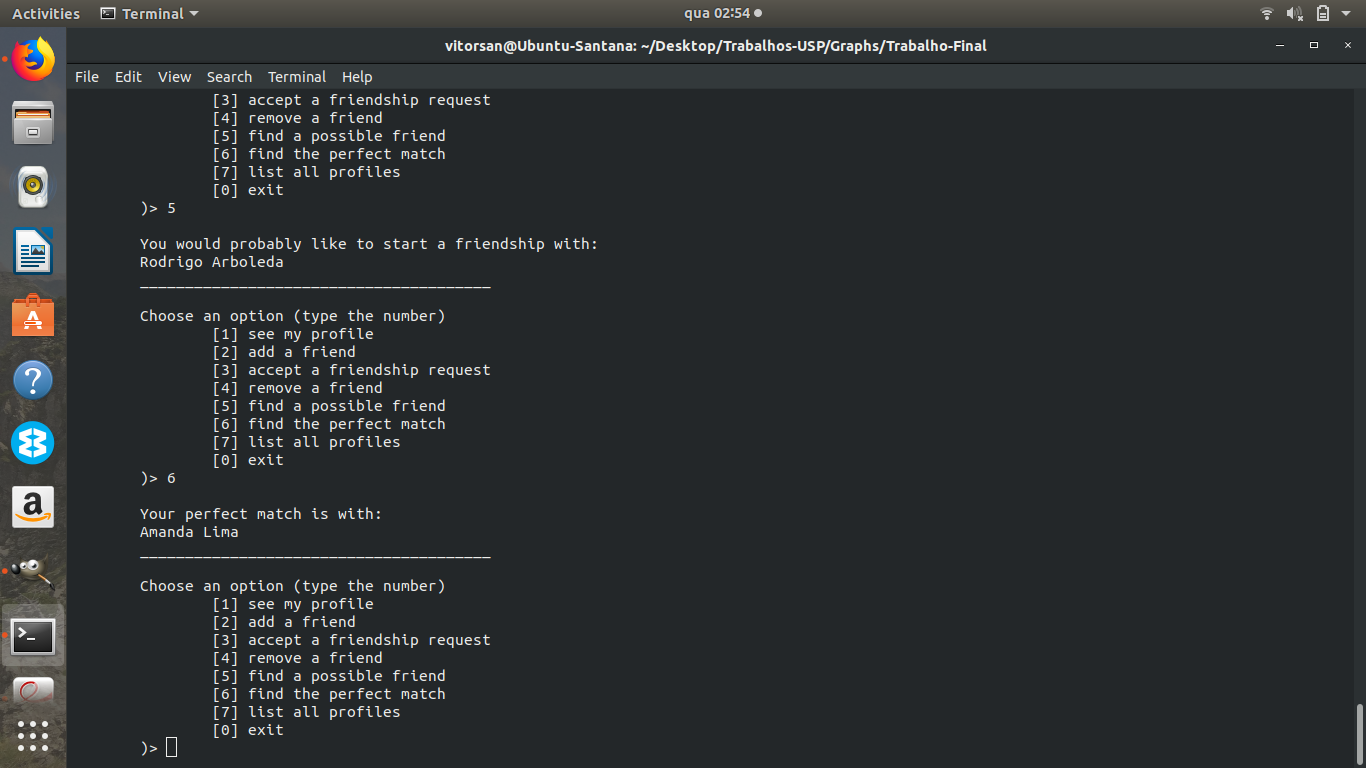 Activities Terminal qua 02:54
vitorsan@Ubuntu-Santana: ~/Desktop/Trabalhos-USP/Graphs/Trabalho-Final
File Edit View Search Terminal Help
[3] accept a friendship request
[4] remove a friend
[5] find a possible friend
[6] find the perfect match
[7] list all profiles
[0] exit
)> 5
You would probably like to start a friendship with:
Rodrigo Arboleda
_______________________________________
Choose an option (type the number)
[1] see my profile
[2] add a friend
[3] accept a friendship request
[4] remove a friend
[5] find a possible friend
[6] find the perfect match
[7] list all profiles
[0] exit
)> 6
Your perfect match is with:
Amanda Lima
_______________________________________
Choose an option (type the number)
[1] see my profile
[2] add a friend
[3] accept a friendship request
[4] remove a friend
[5] find a possible friend
[6] find the perfect match
[7] list all profiles
[0] exit
)>